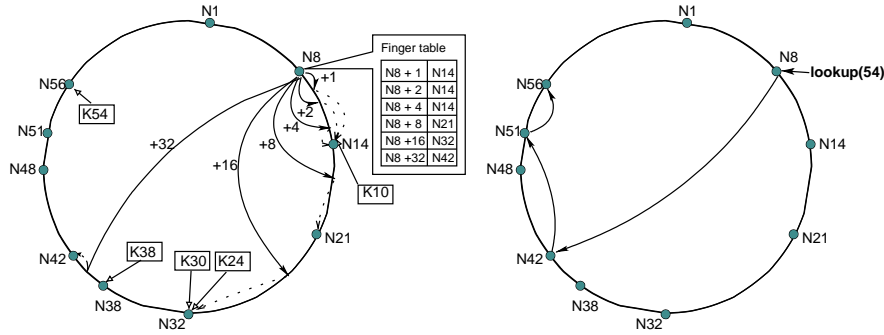 N1
N8
Finger table
N8 + 1 N14
N8 + 2 N14
N8 + 4 N14
N8 + 8 N21
N8 +16 N32
N8 +32 N42
+1
+2
+4
+8
+16
+32
N56
K54
N51
N48
N14
K10
N21
N42
K38
K30
K24
N38
N32
N1
N8
lookup(54)
N56
N51
N14
N48
N21
N42
N38
N32